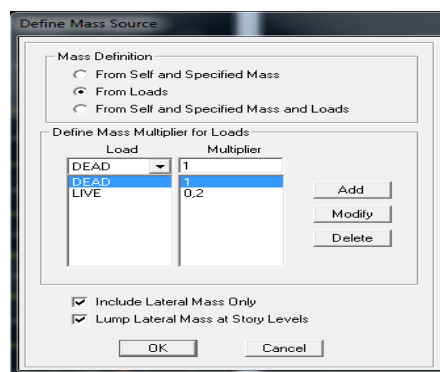 Define Mass Source
Mass Definition
From Self and Specified Mass
From Loads
From Self and Specified Mass and Loads
Define Mass Multiplier for Loads
Load Multiplier
DEAD 1
DEAD 1
LIVE 0,2
Add
Modify
Delete
Include Lateral Mass Only
Lump Lateral Mass at Story Levels
OK Cancel